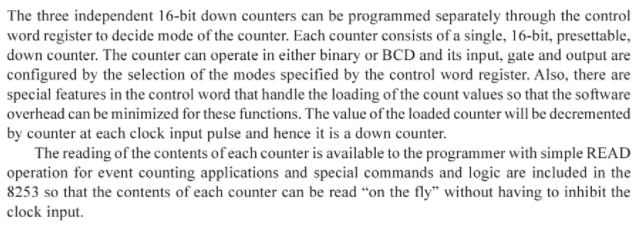 The three independent 16-bit down counters can be programmed separately through the control
word register to decide mode of the counter. Each counter consists of a single, 16-bit, presettable,
down counter. The counter can operate in either binary or BCD and its input, gate and output are
configured by the selection of the modes specified by the control word register. Also, there are
special features in the control word that handle the loading of the count values so that the software
overhead can be minimized for these functions. The value of the loaded counter will be decremented
by counter at each clock input pulse and hence it is a down counter.
The reading of the contents of each counter is available to the programmer with simple READ
operation for event counting applications and special commands and logic are included in the
8253 so that the contents of each counter can be read “on the fly” without having to inhibit the
clock input.